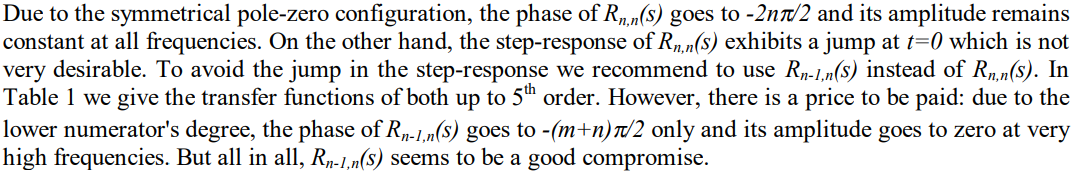 Due to the symmetrical pole-zero configuration, the phase of Rn,n(s) goes to -2nπ/2 and its amplitude remains
constant at all frequencies. On the other hand, the step-response of Rn,n(s) exhibits a jump at t=0 which is not
very desirable. To avoid the jump in the step-response we recommend to use Rn-1,n(s) instead of Rn,n(s). In
Table 1 we give the transfer functions of both up to 5th order. However, there is a price to be paid: due to the
lower numerator's degree, the phase of Rn-1,n(s) goes to -(m+n)π/2 only and its amplitude goes to zero at very
high frequencies. But all in all, Rn-1,n(s) seems to be a good compromise.